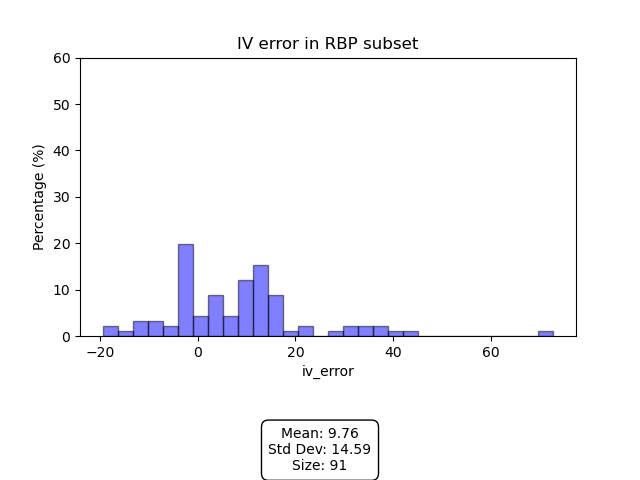 IV error in RBP subset
60
50
40
30
20
10
0
Percentage (%)
−20 0 20 40 60
iv_error
Mean: 9.76
Std Dev: 14.59
Size: 91